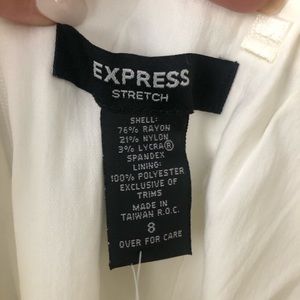 EXPRESS
STRETCH
SHELL:
76% RAYON
21% NYLON
3% LYCRA®
SPANDEX
LINING:
100% POLYESTER
EXCLUSIVE OF
TRIMS
MADE IN
TAIWAN R.O.C.
8
OVER FOR CARE